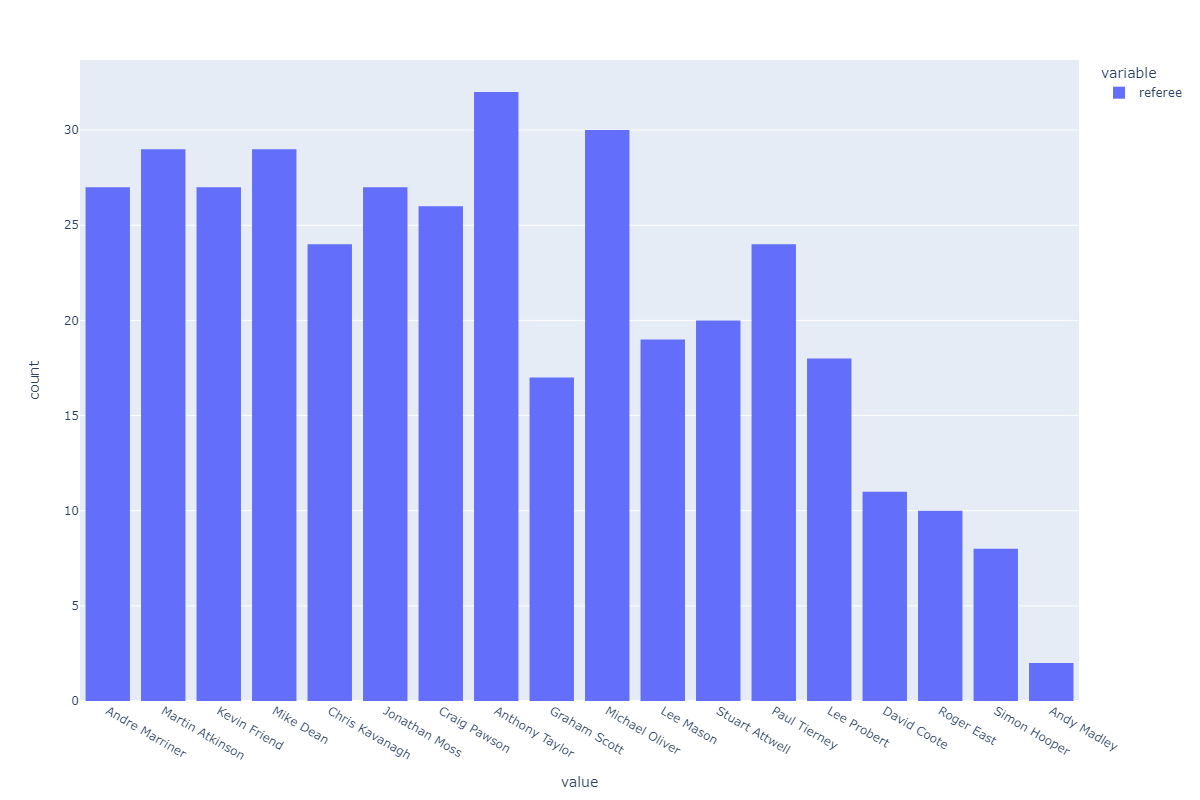 variable
referee
30
25
20
15
10
5
0
count
Andre Marriner
Martin Atkinson
Kevin Friend
Mike Dean
Chris Kavanagh
Jonathan Moss
Craig Pawson
Anthony Taylor
Graham Scott
Michael Oliver
Lee Mason
Stuart Attwell
Paul Tierney
Lee Probert
David Coote
Roger East
Simon Hooper
Andy Madley
value